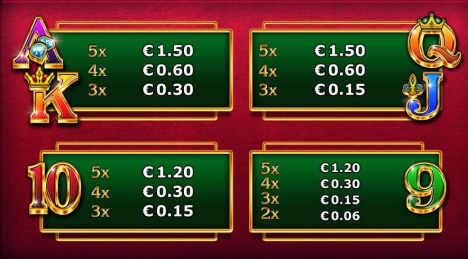 A
K
5x €1.50
4x €0.60
3x €0.30
5x €1.50
4x €0.60
3x €0.15
Q
J
10
5x €1.20
4x €0.30
3x €0.15
5x €1.20
4x €0.30
3x €0.15
2x €0.06
9